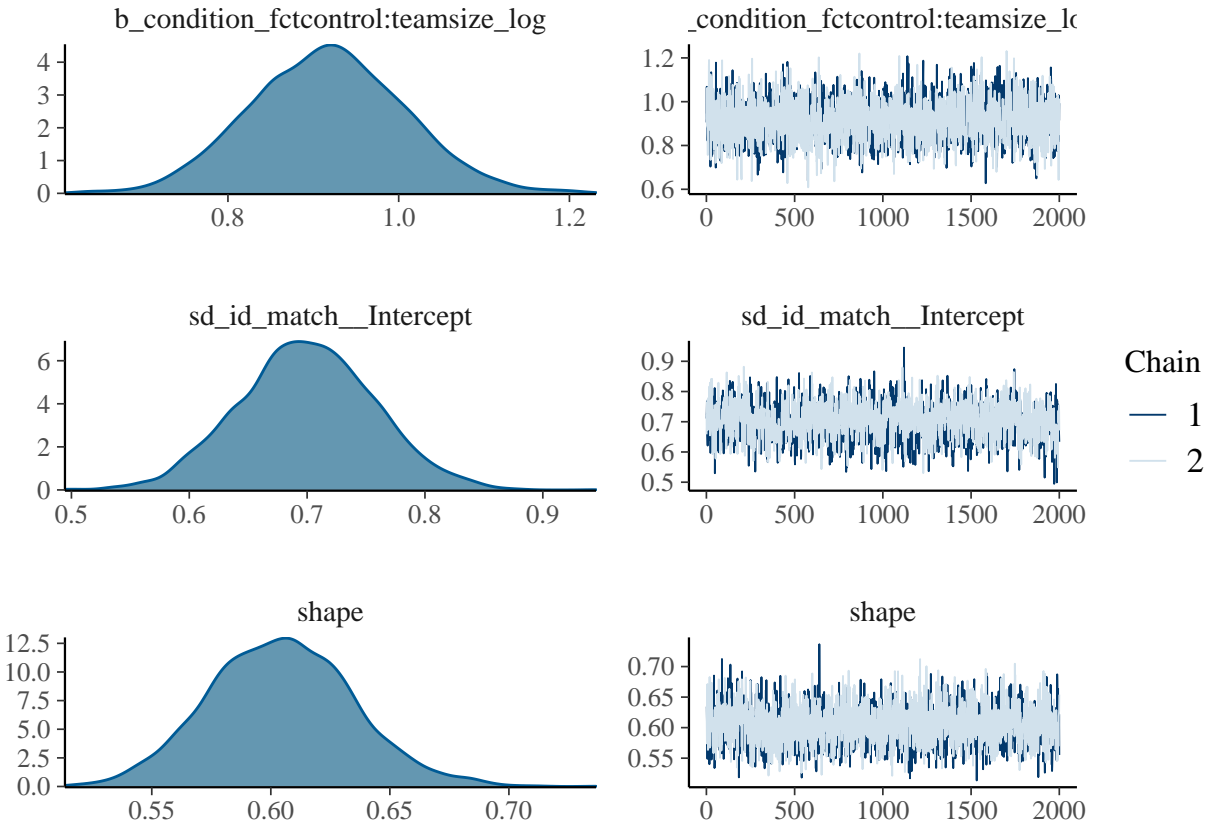 b_condition_fctcontrol:teamsize_log
4
3
2
1
0
0.8 1.0 1.2
_condition_fctcontrol:teamsize_lo
1.2
1.0
0.8
0.6
0 500 1000 1500 2000
sd_id_match__Intercept
6
4
2
0
0.5 0.6 0.7 0.8 0.9
sd_id_match__Intercept
0.9
0.8
0.7
0.6
0.5
0 500 1000 1500 2000
Chain
1
2
shape
12.5
10.0
7.5
5.0
2.5
0.0
0.55 0.60 0.65 0.70
shape
0.70
0.65
0.60
0.55
0 500 1000 1500 2000